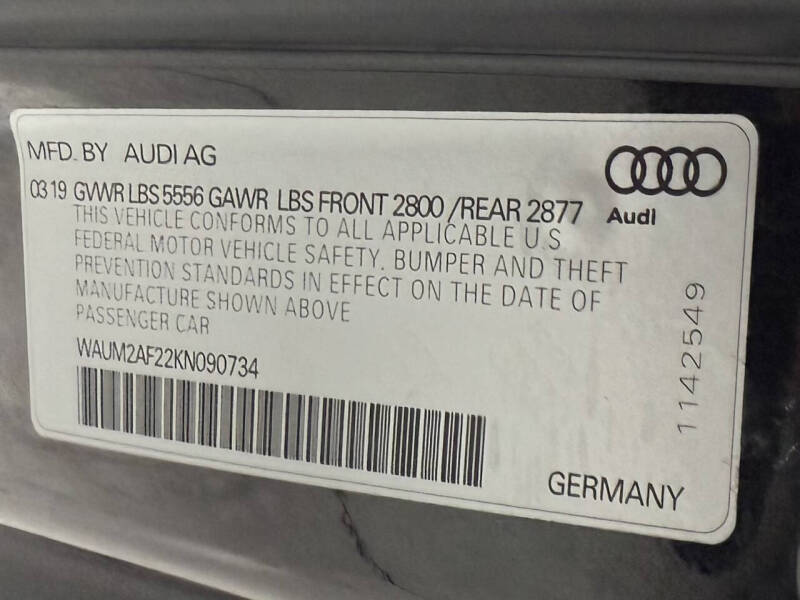 MFD. BY AUDI AG
03 19 GVWR LBS 5556 GAWR LBS FRONT 2800 /REAR 2877
Audi
THIS VEHICLE CONFORMS TO ALL APPLICABLE U.S
FEDERAL MOTOR VEHICLE SAFETY. BUMPER AND THEFT
PREVENTION STANDARDS IN EFFECT ON THE DATE OF
MANUFACTURE SHOWN ABOVE
PASSENGER CAR
WAUM2AF22KN090734
1142549
GERMANY